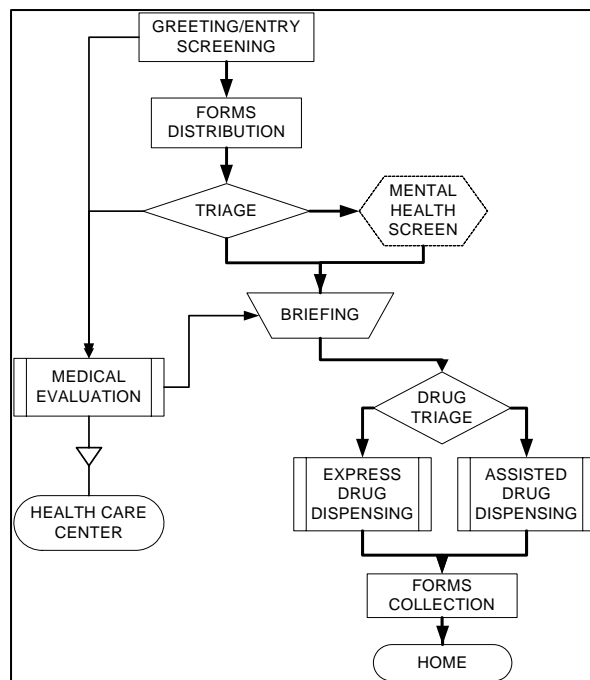 GREETING/ENTRY
SCREENING
FORMS
DISTRIBUTION
TRIAGE
MENTAL
HEALTH
SCREEN
BRIEFING
MEDICAL
EVALUATION
DRUG
TRIAGE
EXPRESS
DRUG
DISPENSING
ASSISTED
DRUG
DISPENSING
HEALTH CARE
CENTER
FORMS
COLLECTION
HOME